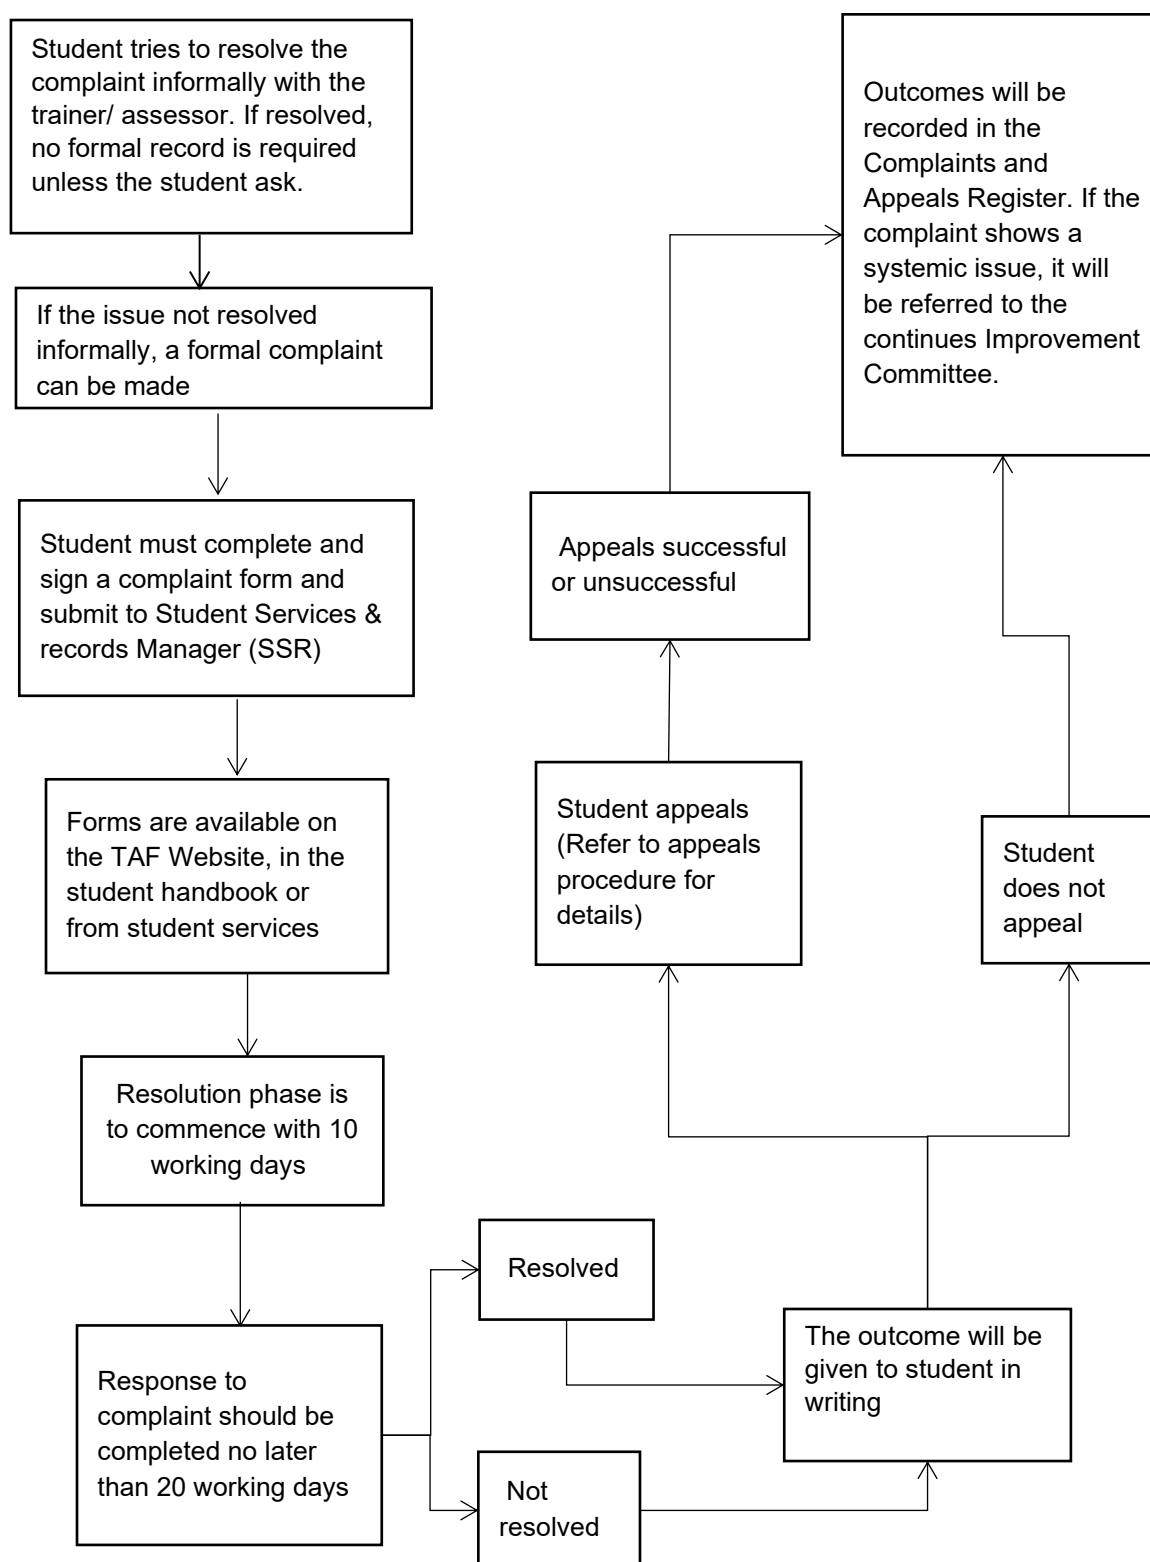 Student tries to resolve the
complaint informally with the
trainer/ assessor. If resolved,
no formal record is required
unless the student ask.
If the issue not resolved
informally, a formal complaint
can be made
Student must complete and
sign a complaint form and
submit to Student Services &
records Manager (SSR)
Forms are available on
the TAF Website, in the
student handbook or
from student services
Resolution phase is
to commence with 10
working days
Response to
complaint should be
completed no later
than 20 working days
Resolved
Not
resolved
The outcome will be
given to student in
writing
Student appeals
(Refer to appeals
procedure for
details)
Appeals successful
or unsuccessful
Student
does not
appeal
Outcomes will be
recorded in the
Complaints and
Appeals Register. If the
complaint shows a
systemic issue, it will
be referred to the
continues Improvement
Committee.